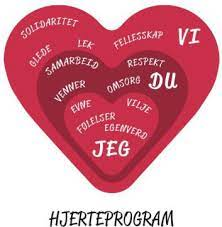 SOLIDARITET
GLEDE
LEK
FELLESSKAP
VI
SAMARBEID
RESPEKT
VENNER
OMSORG
DU
EVNE
VILJE
FØLELSER
EGENVERD
JEG
HJERTEPROGRAM